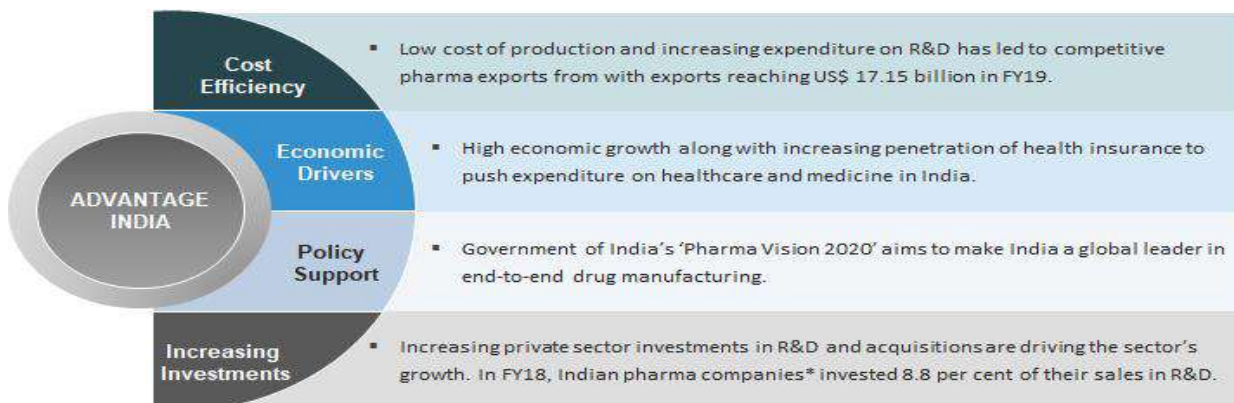 ADVANTAGE
INDIA
Cost
Efficiency
▪ Low cost of production and increasing expenditure on R&D has led to competitive
pharma exports from with exports reaching US$ 17.15 billion in FY19.
Economic
Drivers
▪ High economic growth along with increasing penetration of health insurance to
push expenditure on healthcare and medicine in India.
Policy
Support
▪ Government of India’s ‘Pharma Vision 2020’ aims to make India a global leader in
end-to-end drug manufacturing.
Increasing
Investments
▪ Increasing private sector investments in R&D and acquisitions are driving the sector’s
growth. In FY18, Indian pharma companies* invested 8.8 per cent of their sales in R&D.